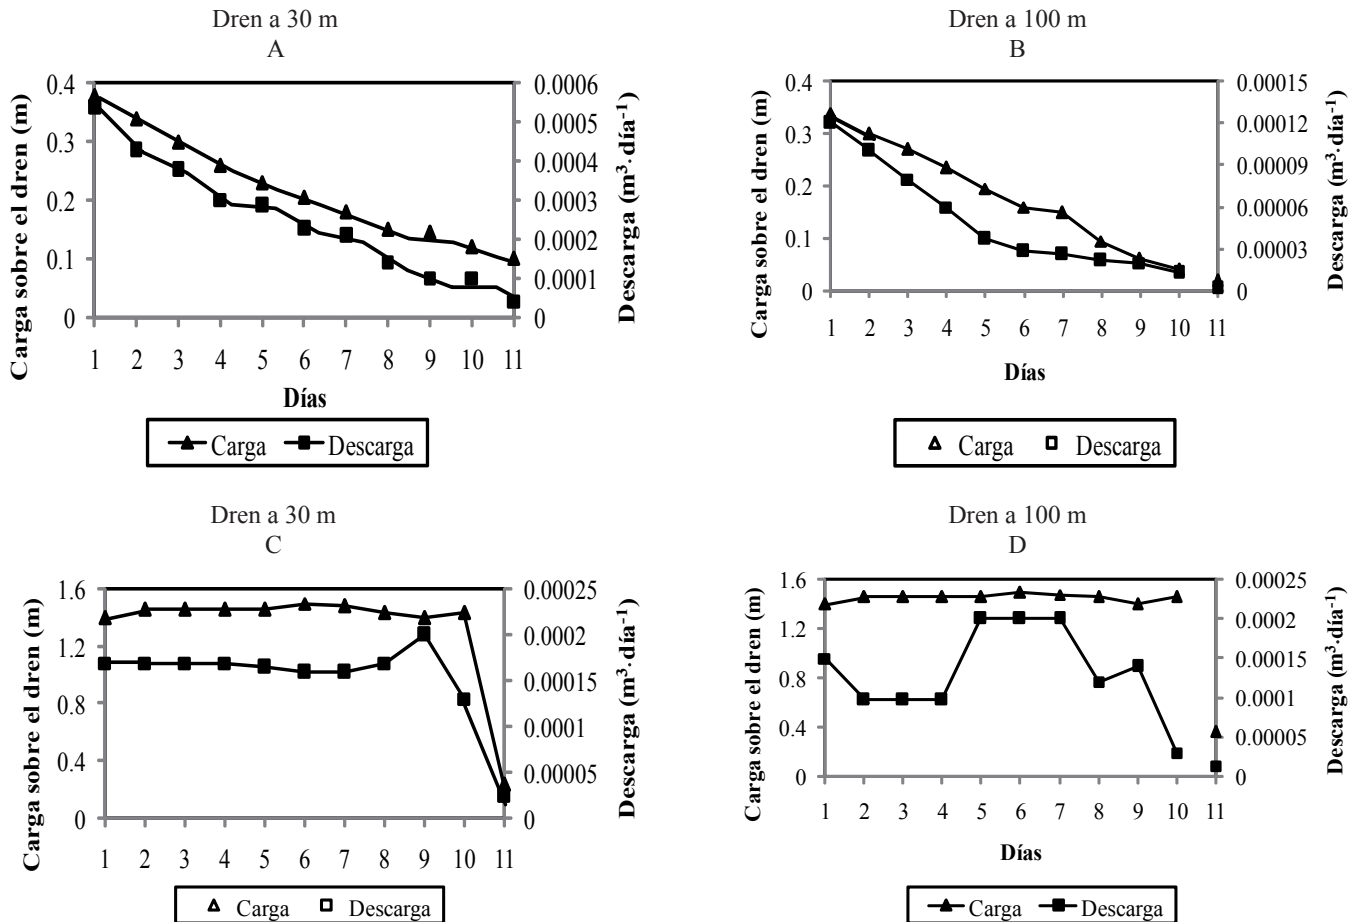 Dren a 30 m
A
Carga sobre el dren (m)
0.4
0.3
0.2
0.1
0
0.0006
0.0005
0.0004
0.0003
0.0002
0.0001
0
Descarga (m³·día⁻¹)
1 2 3 4 5 6 7 8 9 10 11
Días
Carga Descarga
Dren a 100 m
B
Carga sobre el dren (m)
0.4
0.3
0.2
0.1
0
0.00015
0.00012
0.00009
0.00006
0.00003
0
Descarga (m³·día⁻¹)
1 2 3 4 5 6 7 8 9 10 11
Días
Carga Descarga
Dren a 30 m
C
Carga sobre el dren (m)
1.6
1.2
0.8
0.4
0
0.00025
0.0002
0.00015
0.0001
0.00005
0
Descarga (m³·día⁻¹)
1 2 3 4 5 6 7 8 9 10 11
Carga Descarga
Dren a 100 m
D
Carga sobre el dren (m)
1.6
1.2
0.8
0.4
0
0.00025
0.0002
0.00015
0.0001
0.00005
0
Descarga (m³·día⁻¹)
1 2 3 4 5 6 7 8 9 10 11
Días
Carga Descarga